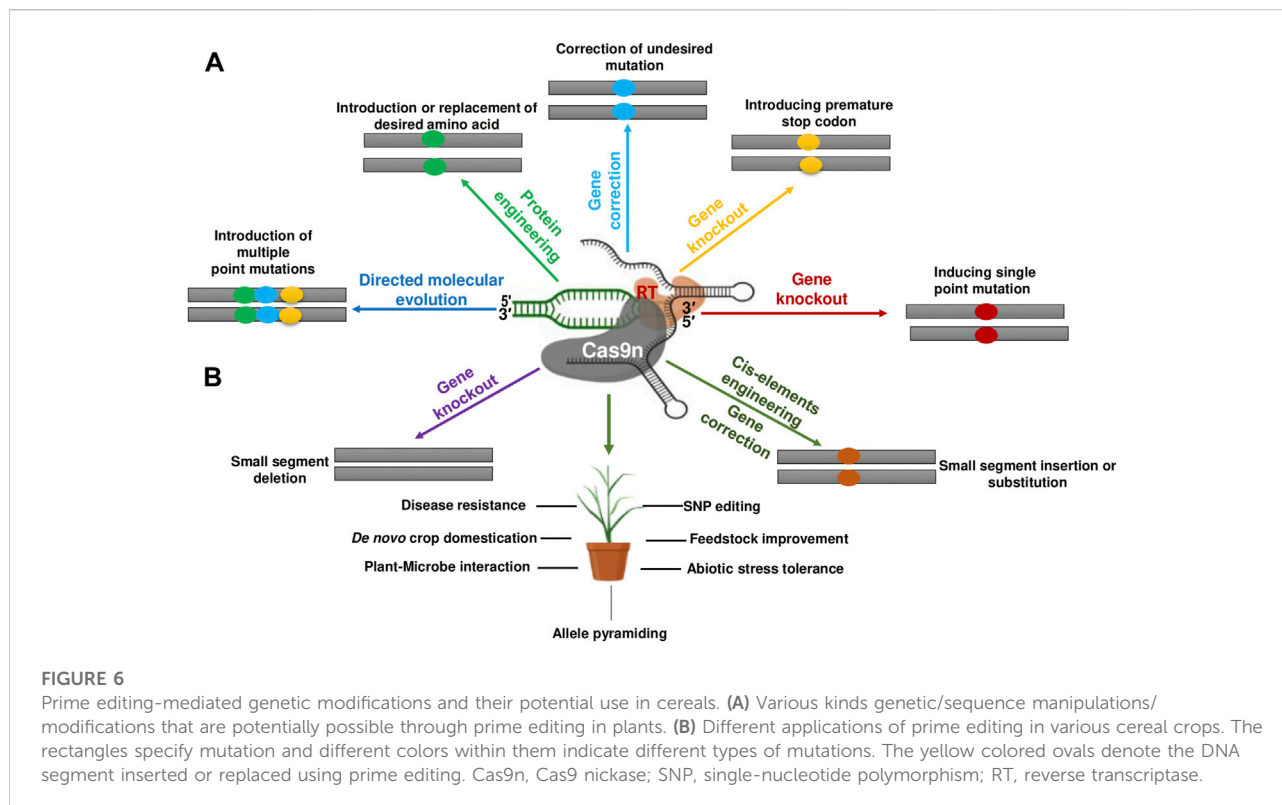 A
Correction of undesired
mutation
Introduction or replacement of
desired amino acid
Introducing premature
stop codon
Protein
engineering
Gene
correction
Gene
knockout
Introduction of
multiple
point mutations
Directed molecular
evolution
5'
3'
RT
3'
5'
Gene
knockout
Inducing single
point mutation
Cas9n
B
Gene
knockout
Cis-elements
engineering
Gene
correction
Small segment
deletion
Small segment insertion or
substitution
Disease resistance
SNP editing
De novo crop domestication
Feedstock improvement
Plant-Microbe interaction
Abiotic stress tolerance
Allele pyramiding
FIGURE 6
Prime editing-mediated genetic modifications and their potential use in cereals. (A) Various kinds genetic/sequence manipulations/
modifications that are potentially possible through prime editing in plants. (B) Different applications of prime editing in various cereal crops. The
rectangles specify mutation and different colors within them indicate different types of mutations. The yellow colored ovals denote the DNA
segment inserted or replaced using prime editing. Cas9n, Cas9 nickase; SNP, single-nucleotide polymorphism; RT, reverse transcriptase.